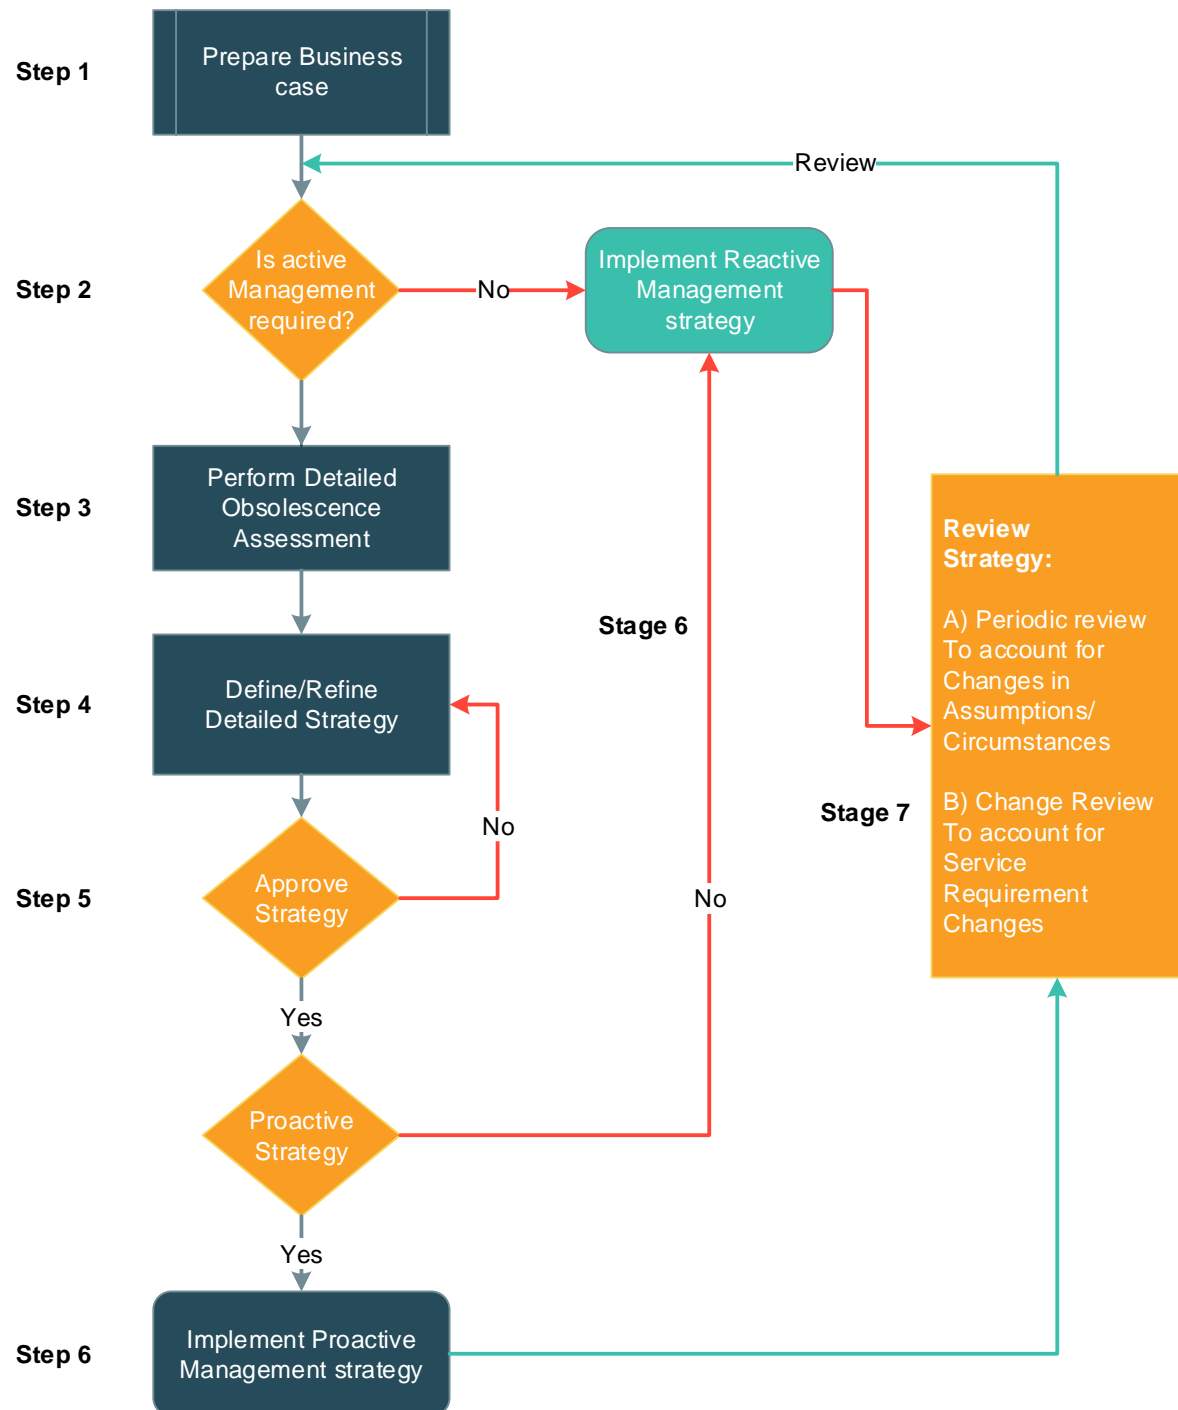 Step 1
Prepare Business
case
Review
Step 2
Is active
Management
required?
No
Implement Reactive
Management
strategy
Step 3
Perform Detailed
Obsolescence
Assessment
Step 4
Define/Refine
Detailed Strategy
No
Step 5
Approve
Strategy
Yes
Proactive
Strategy
No
Stage 6
Yes
Step 6
Implement Proactive
Management strategy
Stage 7
Review
Strategy:
A) Periodic review
To account for
Changes in
Assumptions/
Circumstances
B) Change Review
To account for
Service
Requirement
Changes